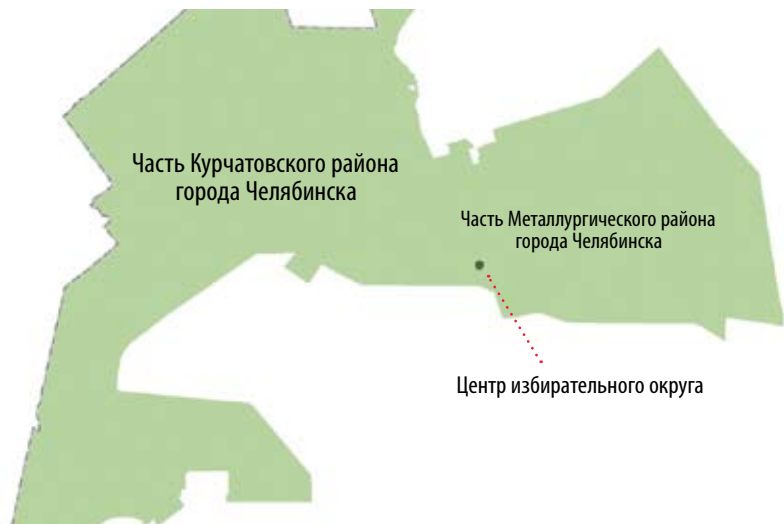 Часть Курчатовского района
города Челябинска
Часть Металлургического района
города Челябинска
Центр избирательного округа